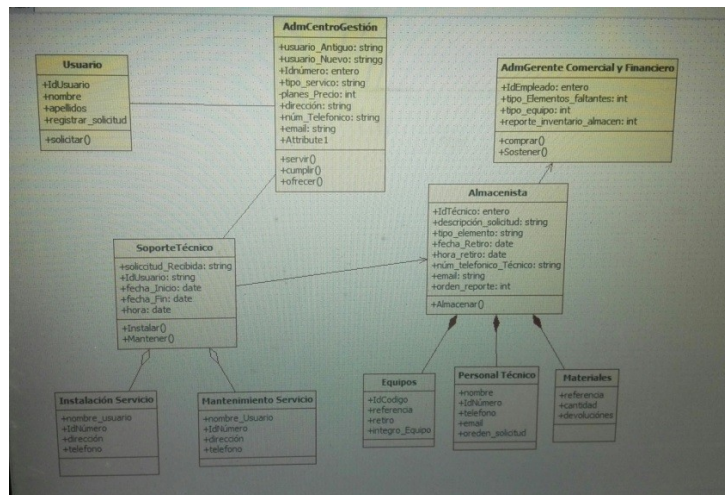 AdmCentroGestión
+usuario_Antiguo: string
+usuario_Nuevo: stringg
+Idnúmero: entero
+tipo_servico: string
-planes_Precio: int
+dirección: string
+núm_Telefonico: string
+email: string
+Attribute1
+servir()
+cumplir()
+ofrecer()
Usuario
+IdUsuario
+nombre
+apellidos
+registrar_solicitud
+solicitar()
AdmGerente Comercial y Financiero
+IdEmpleado: entero
+tipo_Elementos_faltantes: int
+tipo_equipo: int
+reporte_inventario_almacen: int
+comprar()
+Sostener()
Almacenista
+IdTécnico: entero
+descripción_solicitud: string
+tipo_elemento: string
+fecha_Retiro: date
+hora_retiro: date
+núm_telefonico_Técnico: string
+email: string
+orden_reporte: int
+Almacenar()
SoporteTécnico
+soliccitud_Recibida: string
+IdUsuario: string
+fecha_Inicio: date
+fecha_Fin: date
+hora: date
+Instalar()
+Mantener()
Instalación Servicio
+nombre_usuario
+IdNúmero
+dirección
+telefono
Mantenimiento Servicio
+nombre_Usuario
+IdNúmero
+dirección
+telefono
Equipos
+IdCodigo
+referencia
+retiro
+integro_Equipo
Personal Técnico
+nombre
+IdNúmero
+telefono
+email
+oreden_solicitud
Materiales
+referencia
+cantidad
+devoluciónes